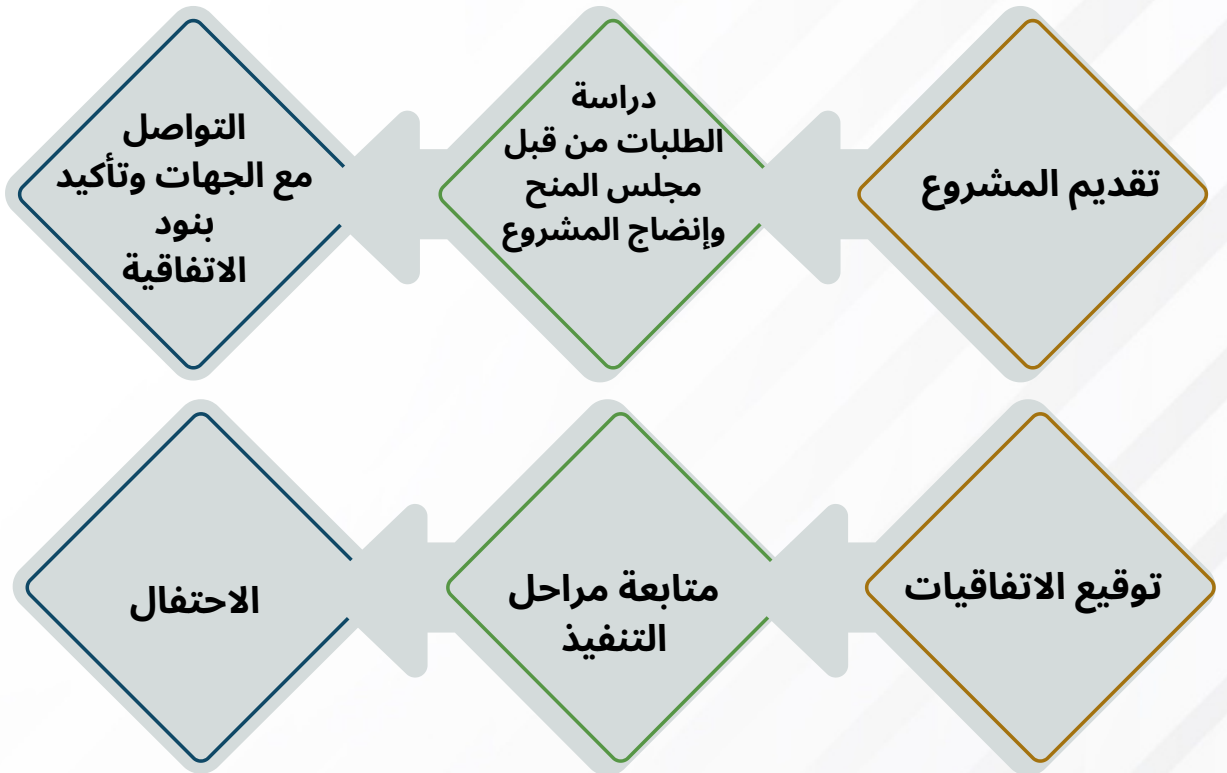 تقديم المشروع
دراسة
الطلبات من قبل
مجلس المنح
وإنضاج المشروع
التواصل
مع الجهات وتأكيد
بنود
الاتفاقية
توقيع الاتفاقيات
متابعة مراحل
التنفيذ
الاحتفال